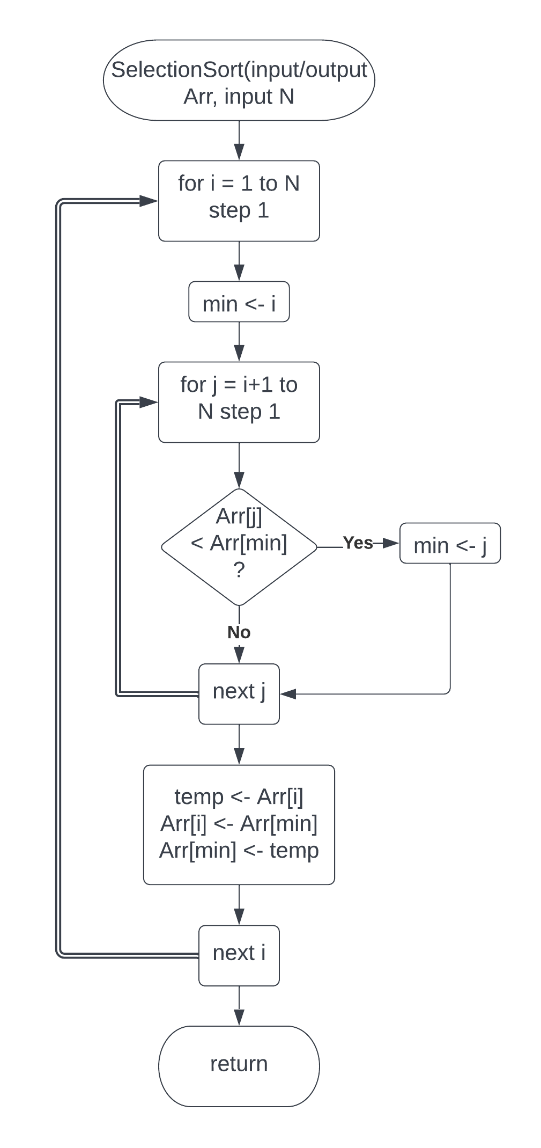 SelectionSort(input/output
Arr, input N
for i = 1 to N
step 1
min <- i
for j = i+1 to
N step 1
Arr[j]
< Arr[min]
?
Yes
min <- j
No
next j
temp <- Arr[i]
Arr[i] <- Arr[min]
Arr[min] <- temp
next i
return